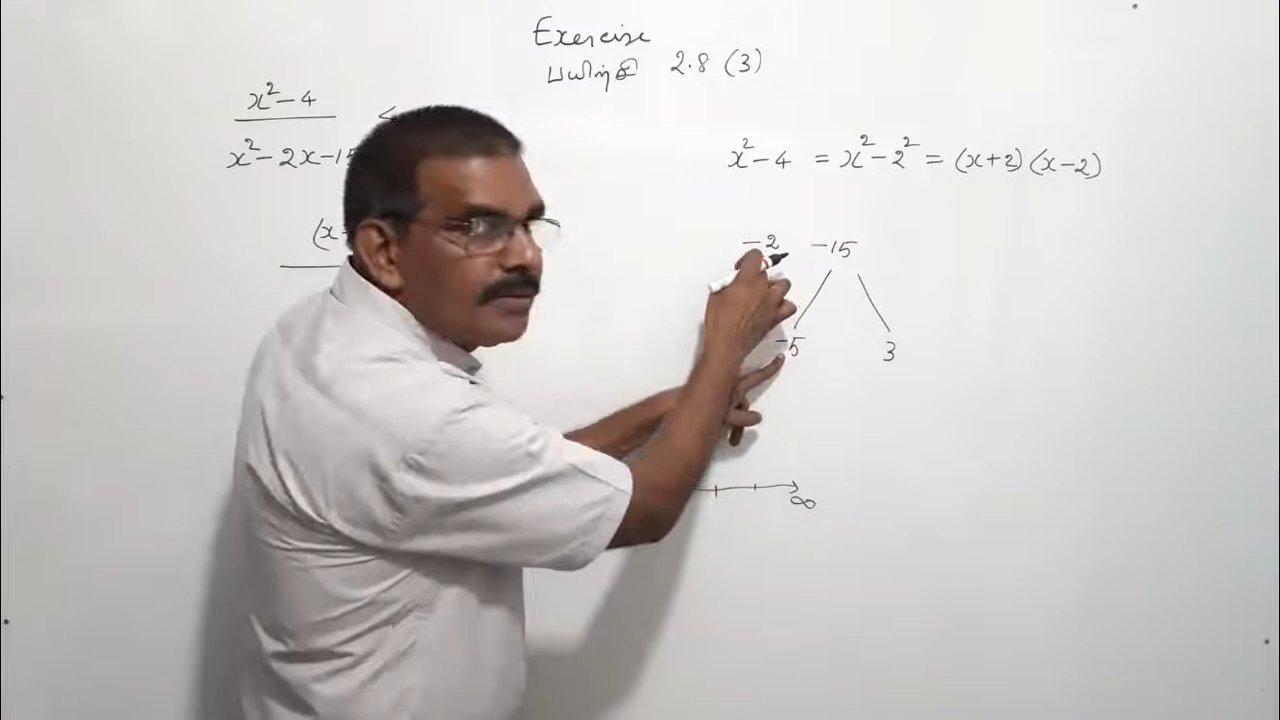 Exercise
பயிற்சி 2.8 (3)
x² - 4
<
x² - 2x - 15
x² - 4 = x² - 2² = (x+2)(x-2)
(x
-2 -15
-5 3
∞